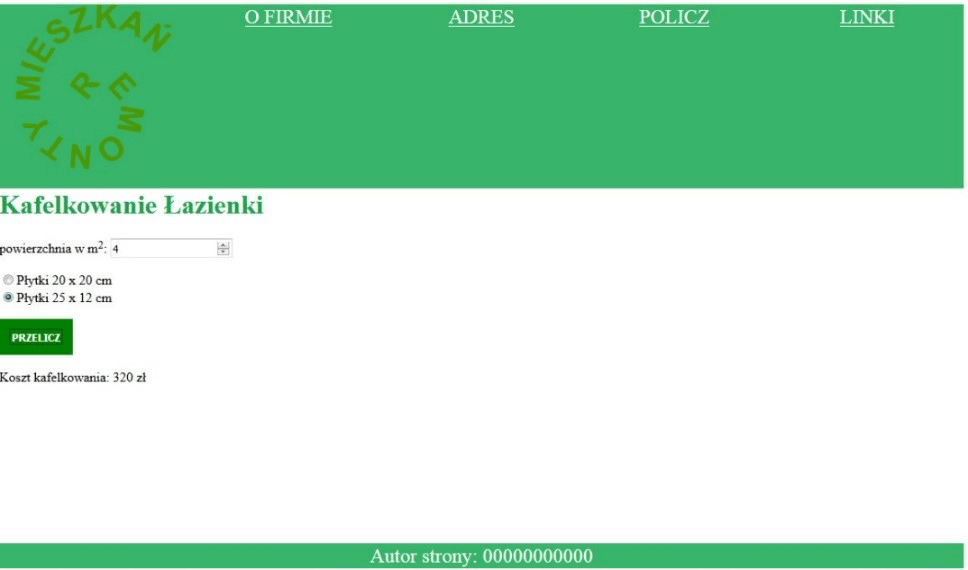 REMONTY MIESZKAŃ
O FIRMIE ADRES POLICZ LINKI
Kafelkowanie Łazienki
powierzchnia w m²: 4
Płytki 20 x 20 cm
Płytki 25 x 12 cm
PRZELICZ
Koszt kafelkowania: 320 zł
Autor strony: 00000000000